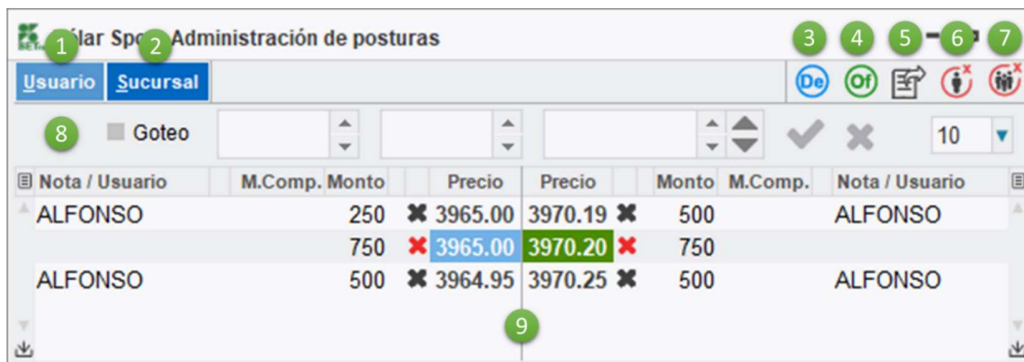 1 2 3 4 5 6 7
Administración de posturas
Usuario Sucursal De Of
8 Goteo 10
Nota / Usuario M.Comp. Monto Precio Precio Monto M.Comp. Nota / Usuario
ALFONSO 250 3965.00 3970.19 500 ALFONSO
750 3965.00 3970.20 750
ALFONSO 500 3964.95 3970.25 500 ALFONSO
9